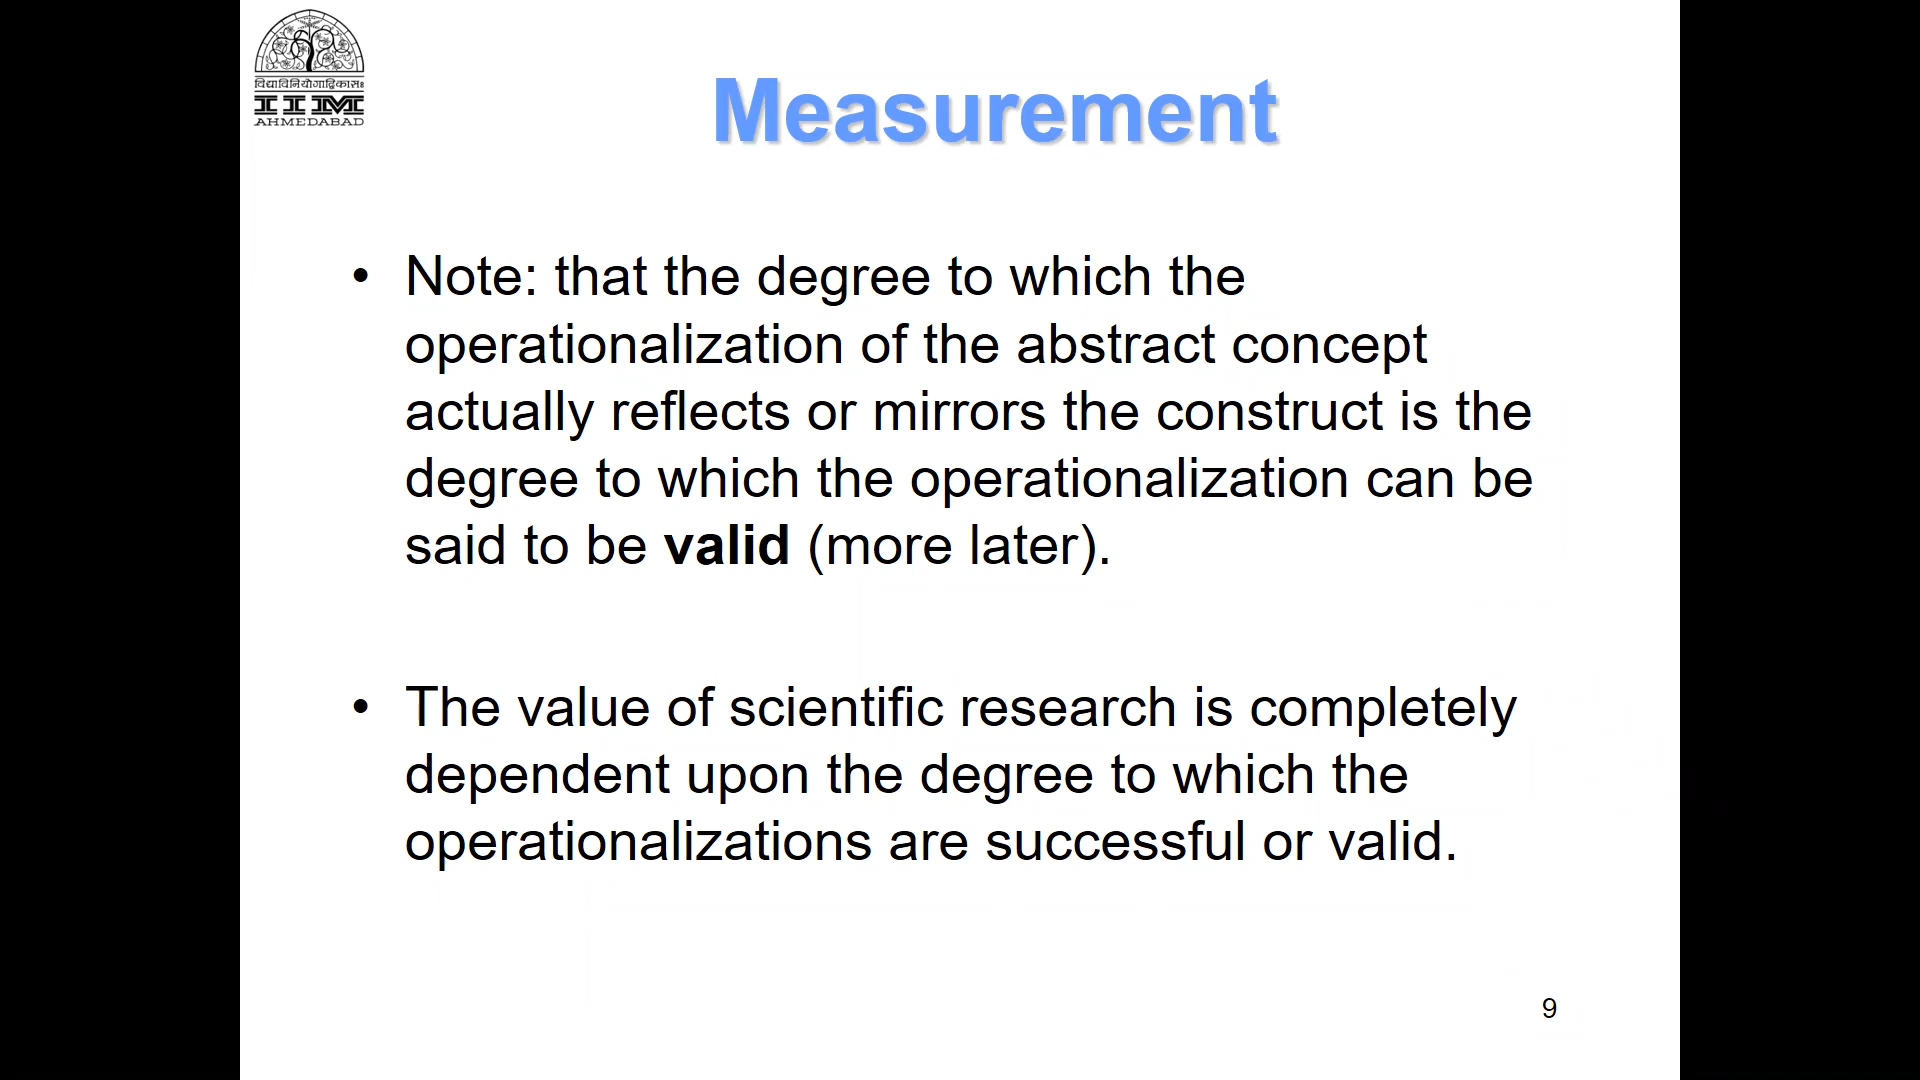 विद्याविनियोगाद्विकासः
IIM
AHMEDABAD
Measurement
• Note: that the degree to which the
operationalization of the abstract concept
actually reflects or mirrors the construct is the
degree to which the operationalization can be
said to be valid (more later).
• The value of scientific research is completely
dependent upon the degree to which the
operationalizations are successful or valid.
9